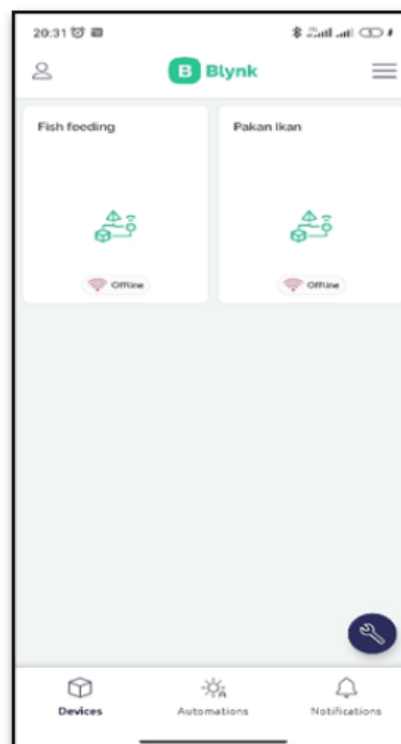 20:31
B Blynk
Fish feeding
Pakan Ikan
Offline
Offline
Devices
Automations
Notifications